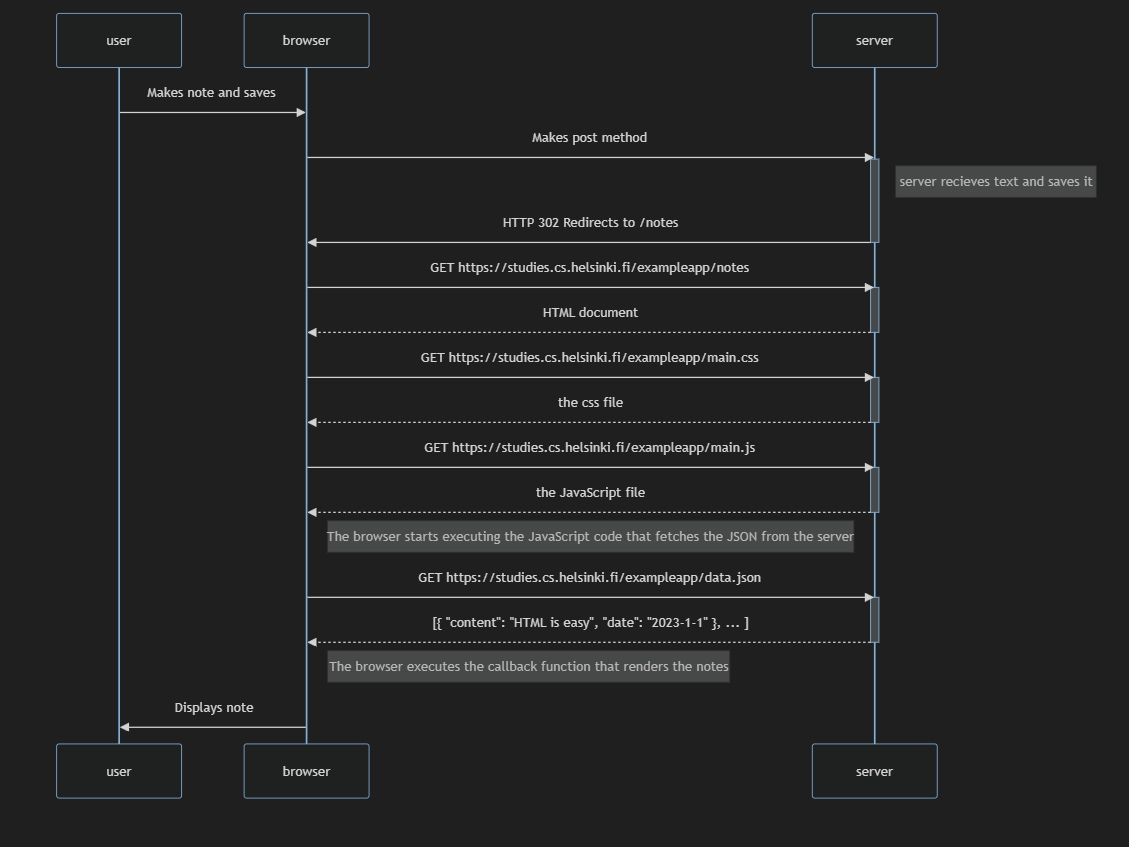 user
browser
server
Makes note and saves
Makes post method
server recieves text and saves it
HTTP 302 Redirects to /notes
GET https://studies.cs.helsinki.fi/exampleapp/notes
HTML document
GET https://studies.cs.helsinki.fi/exampleapp/main.css
the css file
GET https://studies.cs.helsinki.fi/exampleapp/main.js
the JavaScript file
The browser starts executing the JavaScript code that fetches the JSON from the server
GET https://studies.cs.helsinki.fi/exampleapp/data.json
[{ "content": "HTML is easy", "date": "2023-1-1" }, ... ]
The browser executes the callback function that renders the notes
Displays note
user
browser
server